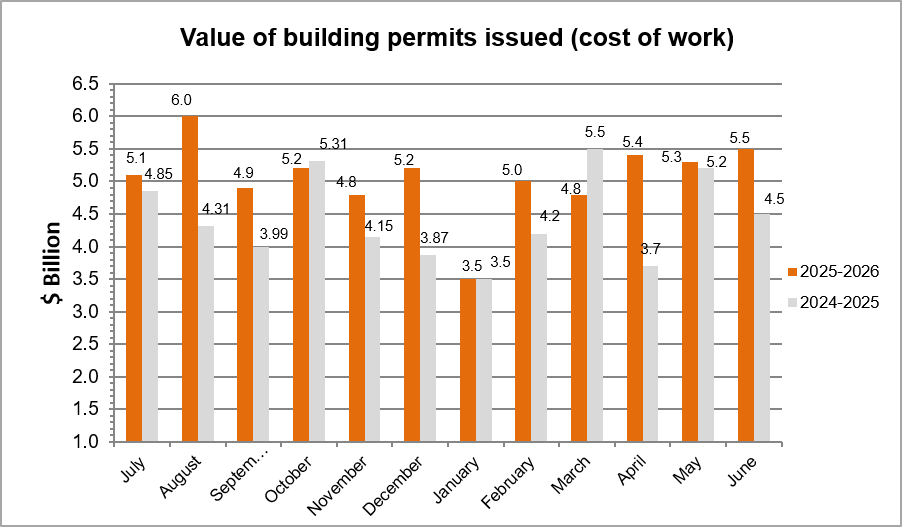 Value of building permits issued (cost of work)
$ Billion
6.5
6.0
5.5
5.0
4.5
4.0
3.5
3.0
2.5
2.0
1.5
1.0
5.1
4.85
6.0
4.31
4.9
3.99
5.2
5.31
4.8
4.15
5.2
3.87
3.5
3.5
5.0
4.2
4.8
5.5
5.4
3.7
5.3
5.2
5.5
4.5
July
August
Septem...
October
November
December
January
February
March
April
May
June
2025-2026
2024-2025